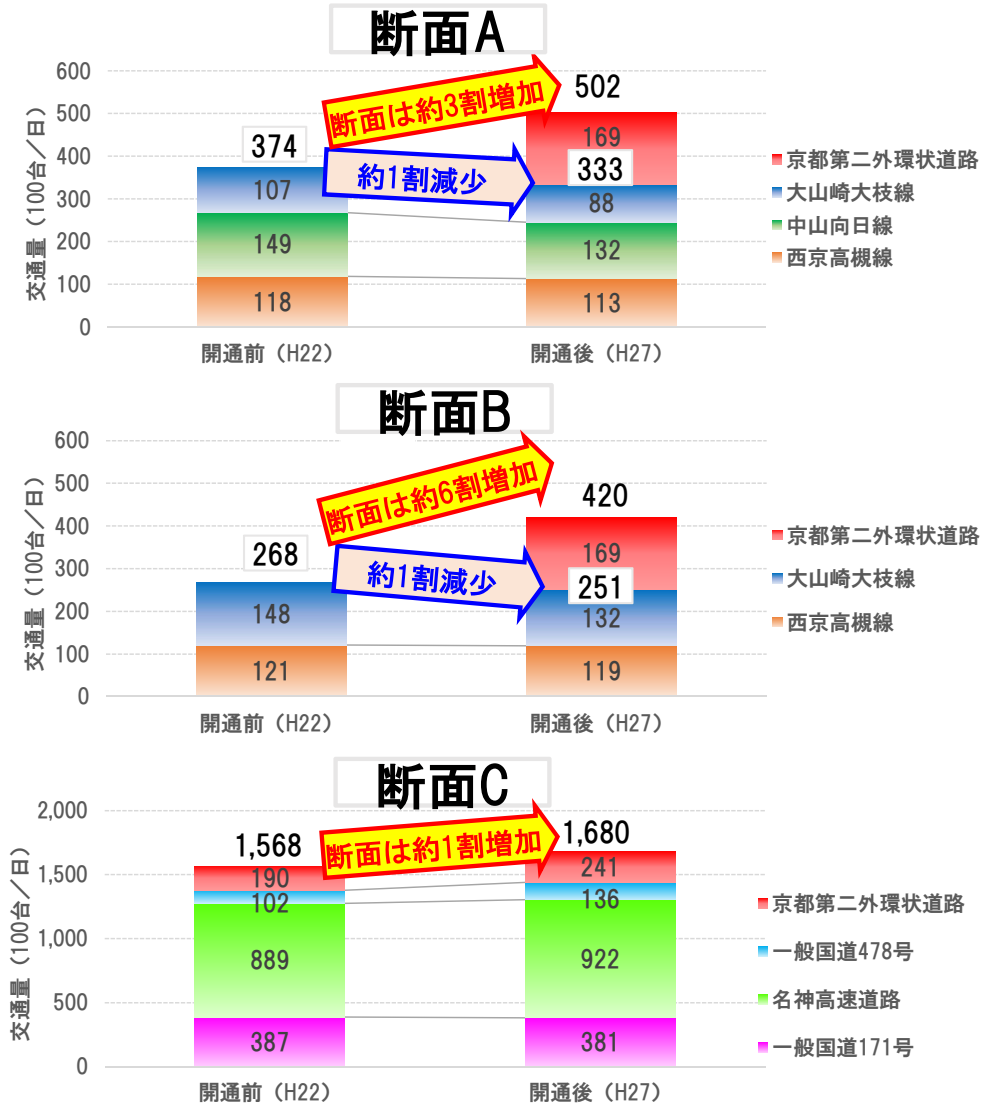 断面A
交通量（100台／日）
600
500
400
300
200
100
0
374
107
149
118
断面は約3割増加
約1割減少
502
169
333
88
132
113
開通前（H22）
開通後（H27）
京都第二外環状道路
大山崎大枝線
中山向日線
西京高槻線
断面B
交通量（100台／日）
600
500
400
300
200
100
0
268
148
121
断面は約6割増加
約1割減少
420
169
251
132
119
開通前（H22）
開通後（H27）
京都第二外環状道路
大山崎大枝線
西京高槻線
断面C
交通量（100台／日）
2,000
1,500
1,000
500
0
1,568
190
102
889
387
断面は約1割増加
1,680
241
136
922
381
開通前（H22）
開通後（H27）
京都第二外環状道路
一般国道478号
名神高速道路
一般国道171号